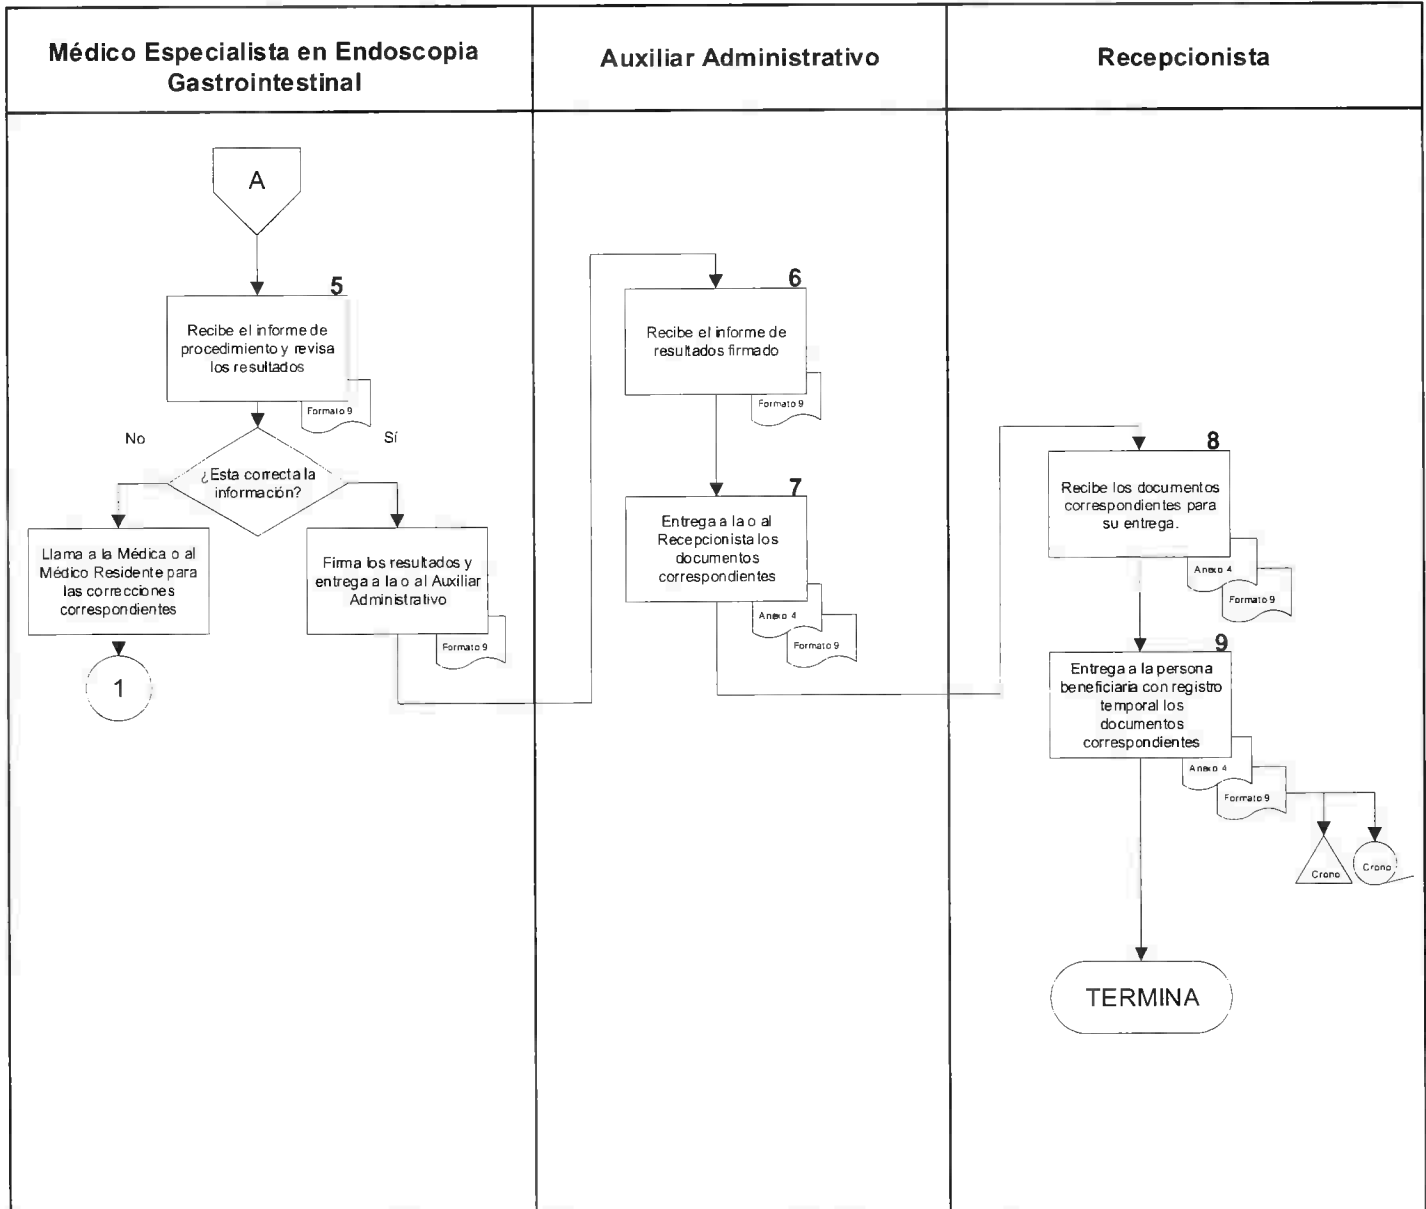 Médico Especialista en Endoscopia
Gastrointestinal
Auxiliar Administrativo
Recepcionista
A
5
Recibe el informe de
procedimiento y revisa
los resultados
Formato 9
No
Sí
¿Esta correcta la
información?
Llama a la Médica o al
Médico Residente para
las correcciones
correspondientes
1
Firma los resultados y
entrega a la o al Auxiliar
Administrativo
Formato 9
6
Recibe el informe de
resultados firmado
Formato 9
7
Entrega a la o al
Recepcionista los
documentos
correspondientes
Anexo 4
Formato 9
8
Recibe los documentos
correspondientes para
su entrega.
Anexo 4
Formato 9
9
Entrega a la persona
beneficiaria con registro
temporal los
documentos
correspondientes
Anexo 4
Formato 9
Crono
Crono
TERMINA